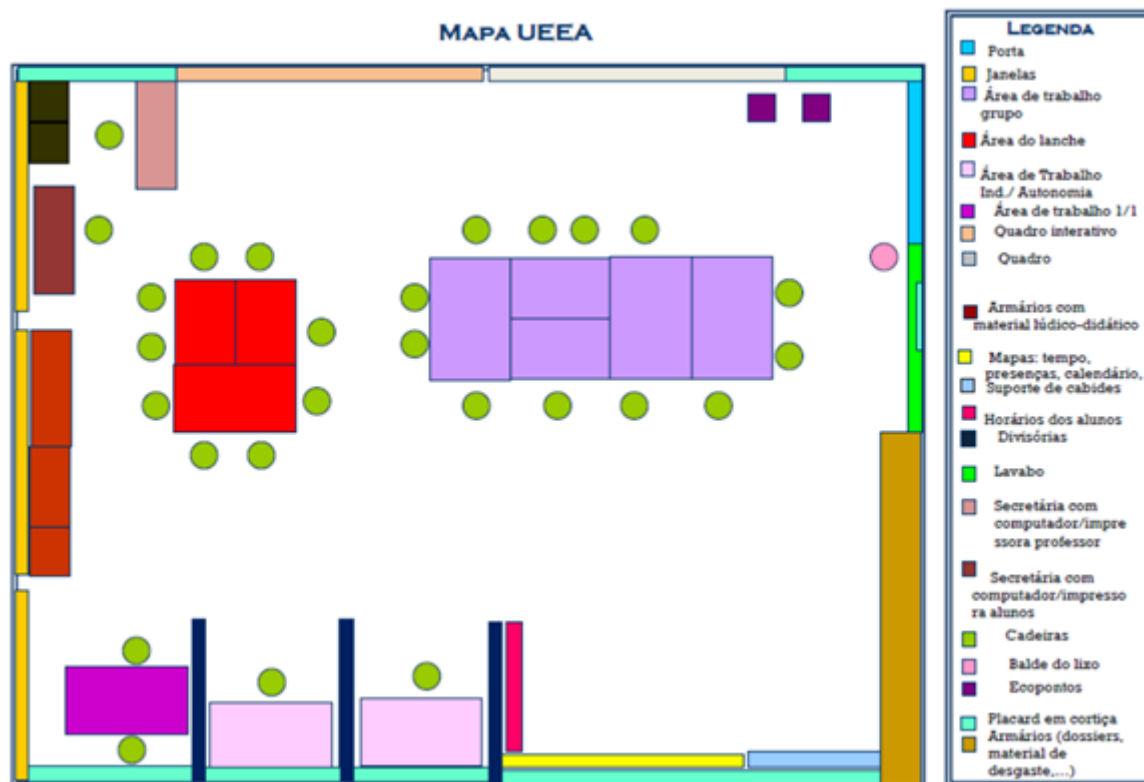 MAPA UEEA
LEGENDA
Porta
Janelas
Área de trabalho
grupo
Área do lanche
Área de Trabalho
Ind./ Autonomia
Área de trabalho 1/1
Quadro interativo
Quadro
Armários com
material lúdico-didático
Mapas: tempo,
presenças, calendário,
Suporte de cabides
Horários dos alunos
Divisórias
Lavabo
Secretária com
computador/impre
ssora professor
Secretária com
computador/impresso
ra alunos
Cadeiras
Balde do lixo
Ecopontos
Placard em cortiça
Armários (dossiers,
material de
desgaste,...)